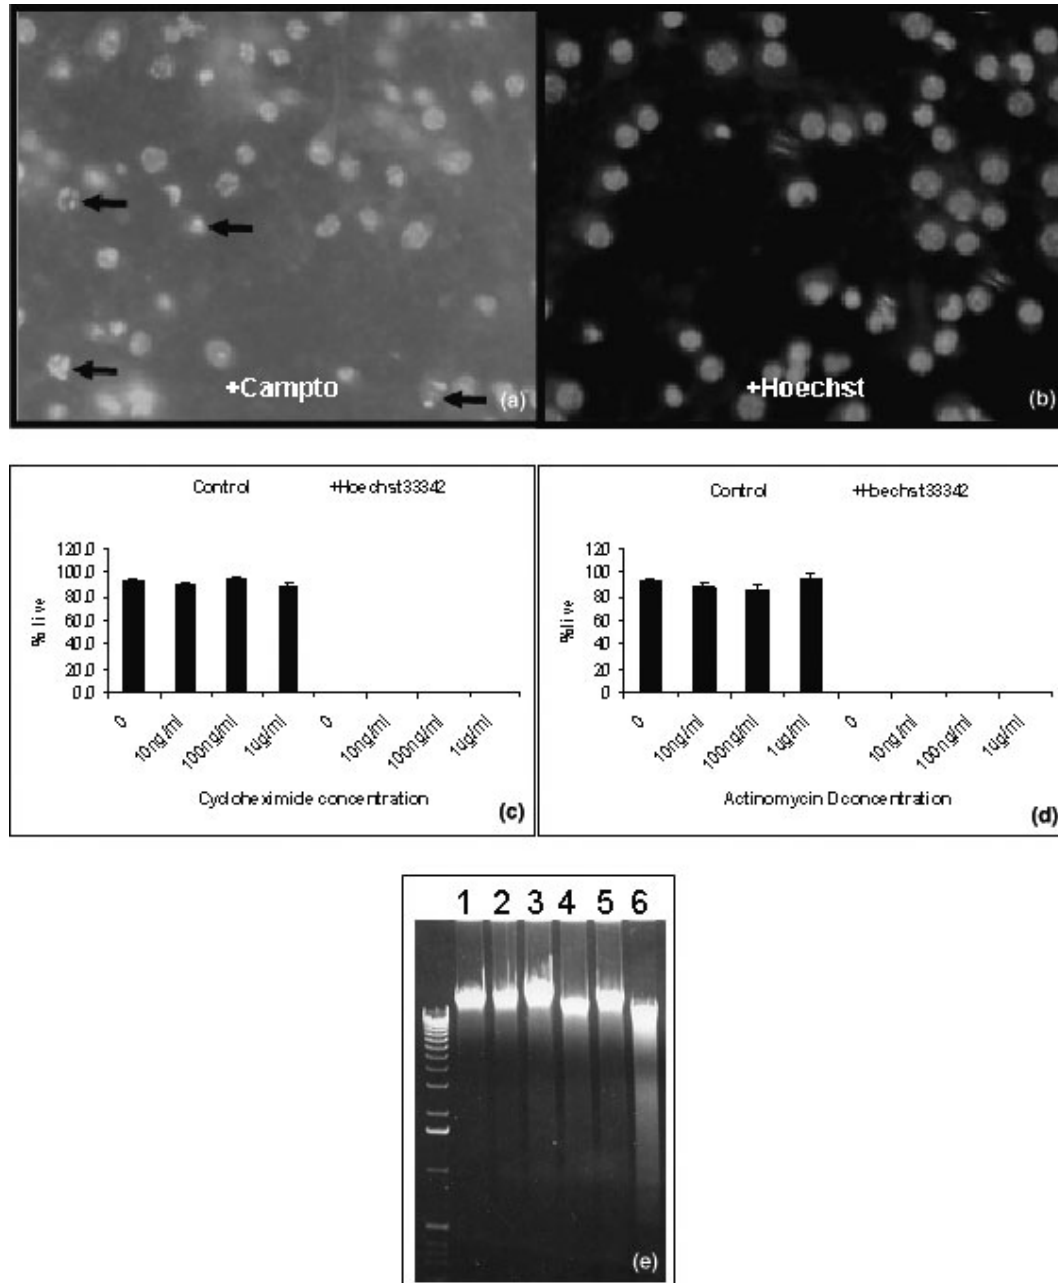 +Campto
(a)
+Hoechst
(b)
Control +Hoechst33342
120.0
100.0
80.0
60.0
40.0
20.0
0.0
% live
0 10ng/ml 100ng/ml 1ug/ml 0 10ng/ml 100ng/ml 1ug/ml
Cycloheximide concentration
(c)
Control +Hoechst33342
120
100
80
60
40
20
0
%live
0 10ng/ml 100ng/ml 1ug/ml 0 10ng/ml 100ng/ml 1ug/ml
Actinomycin D concentration
(d)
1 2 3 4 5 6
(e)